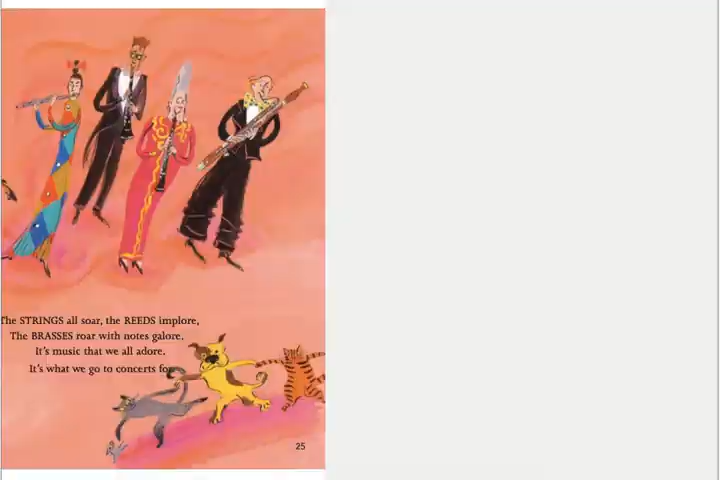 The STRINGS all soar, the REEDS implore,
The BRASSES roar with notes galore.
It's music that we all adore.
It's what we go to concerts for.
25